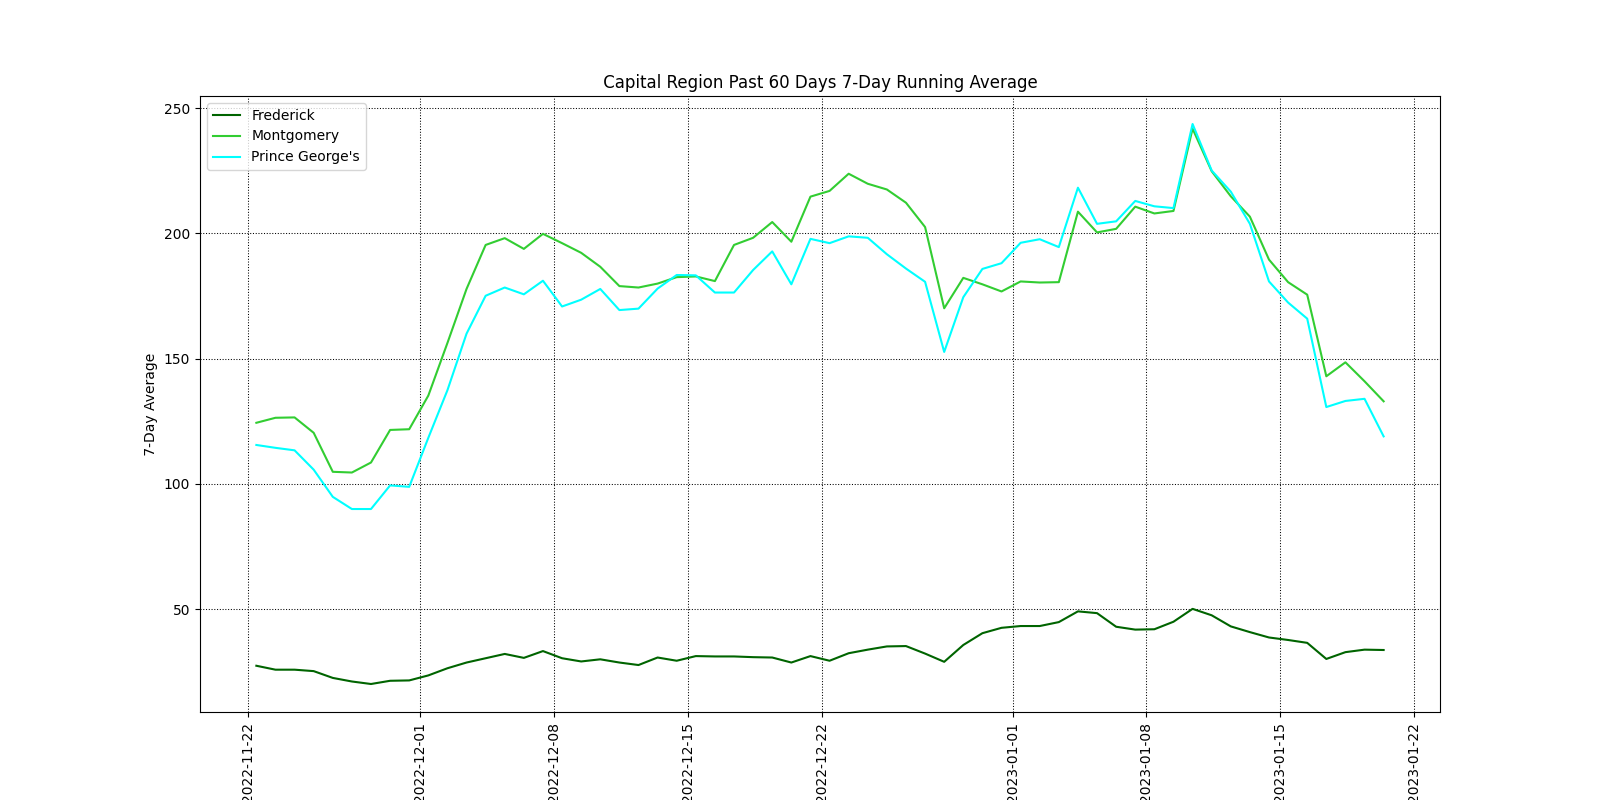 Capital Region Past 60 Days 7-Day Running Average
Frederick
Montgomery
Prince George's
7-Day Average
250
200
150
100
50
2022-11-22
2022-12-01
2022-12-08
2022-12-15
2022-12-22
2023-01-01
2023-01-08
2023-01-15
2023-01-22